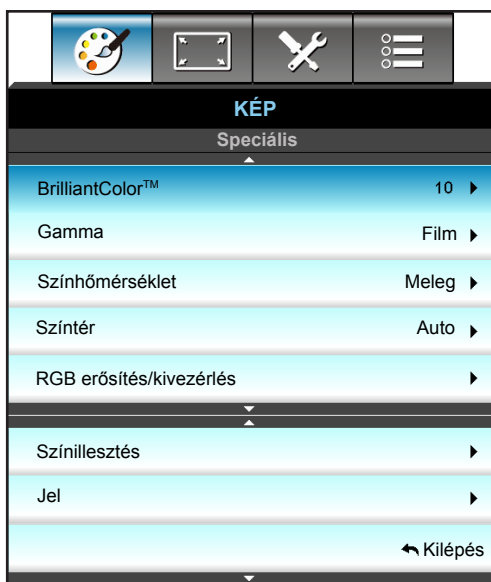 KÉP
Speciális
BrilliantColor™ 10
Gamma Film
Színhőmérséklet Meleg
Színtér Auto
RGB erősítés/kivezérlés
Színillesztés
Jel
Kilépés